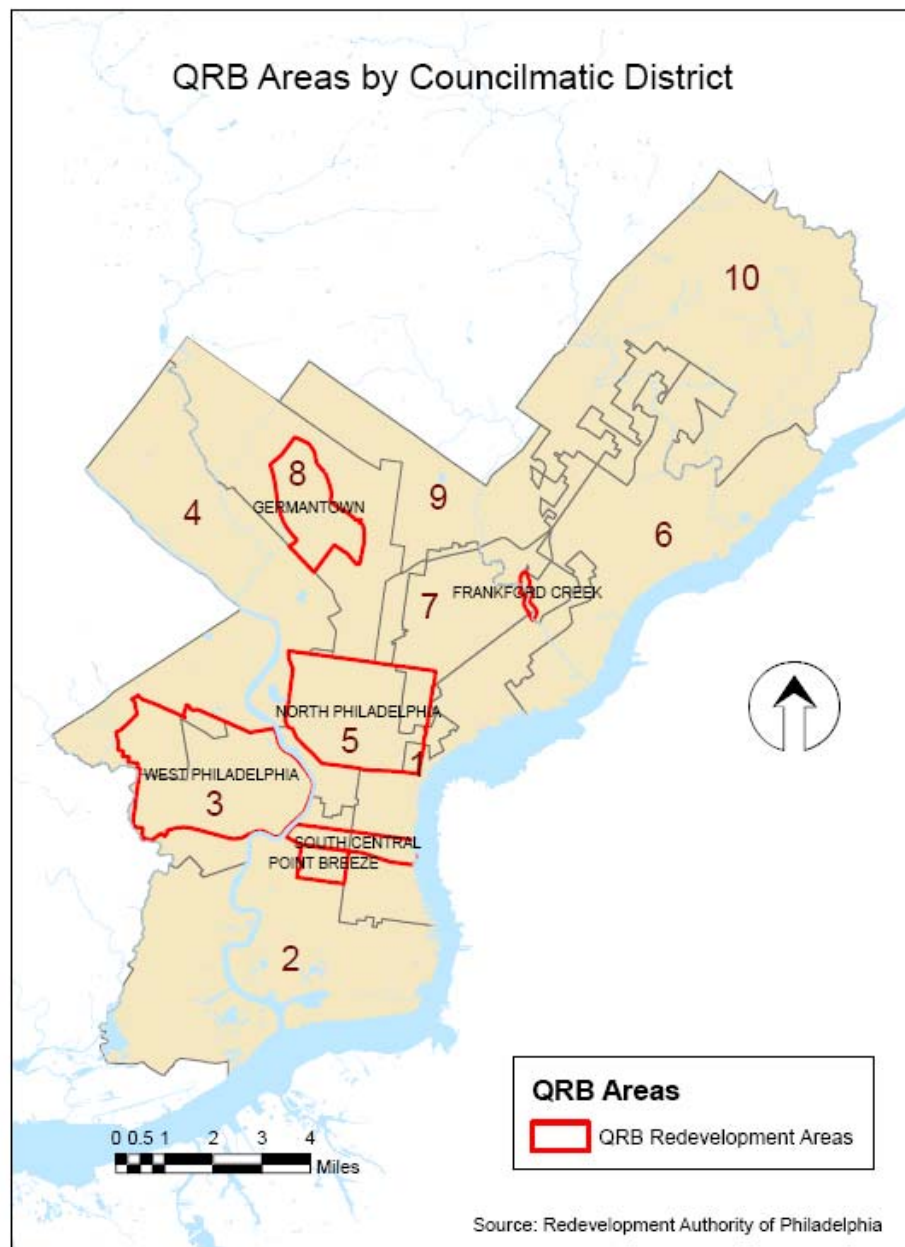 QRB Areas by Councilmatic District
10
8
GERMANTOWN
4
9
6
7
FRANKFORD CREEK
NORTH PHILADELPHIA
5
1
WEST PHILADELPHIA
3
SOUTH CENTRAL
POINT BREEZE
2
QRB Areas
QRB Redevelopment Areas
0 0.5 1 2 3 4
Miles
Source: Redevelopment Authority of Philadelphia